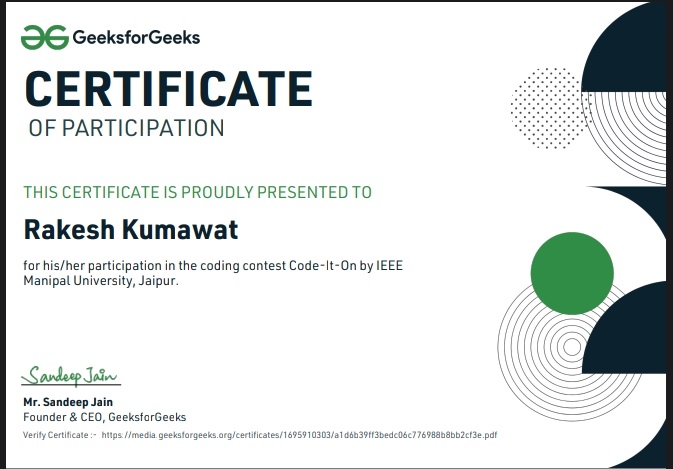 GeeksforGeeks
CERTIFICATE
OF PARTICIPATION
THIS CERTIFICATE IS PROUDLY PRESENTED TO
Rakesh Kumawat
for his/her participation in the coding contest Code-It-On by IEEE
Manipal University, Jaipur.
Sandeep Jain
Mr. Sandeep Jain
Founder & CEO, GeeksforGeeks
Verify Certificate :- https://media.geeksforgeeks.org/certificates/1695910303/a1d6b39ff3bedc06c776988b8bb2cf3e.pdf